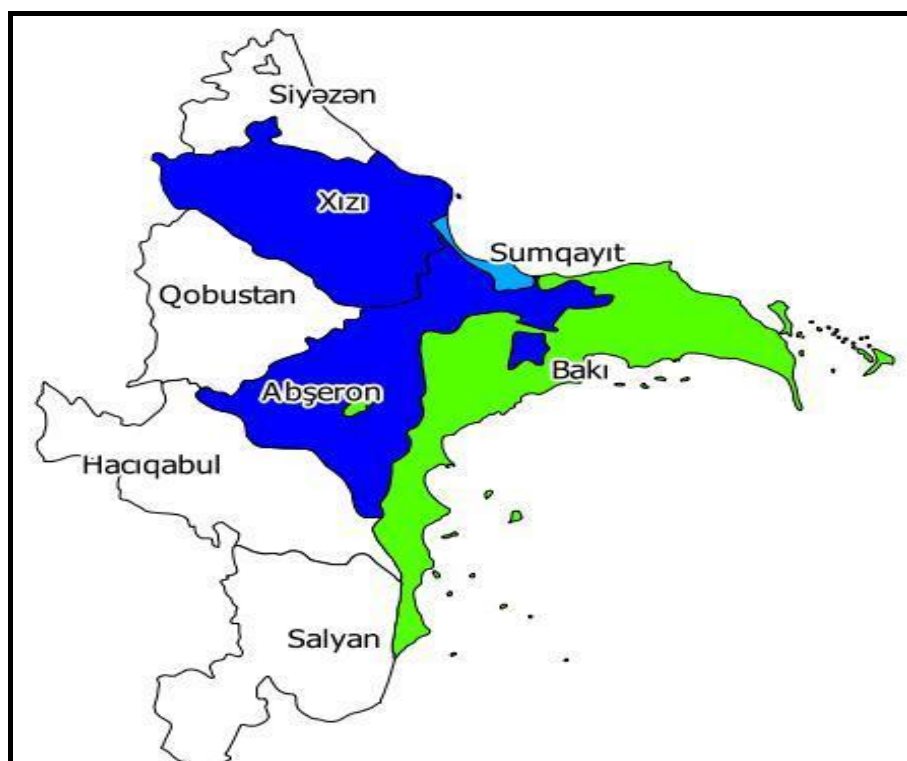 Siyəzən
Xızı
Sumqayıt
Qobustan
Bakı
Abşeron
Hacıqabul
Salyan